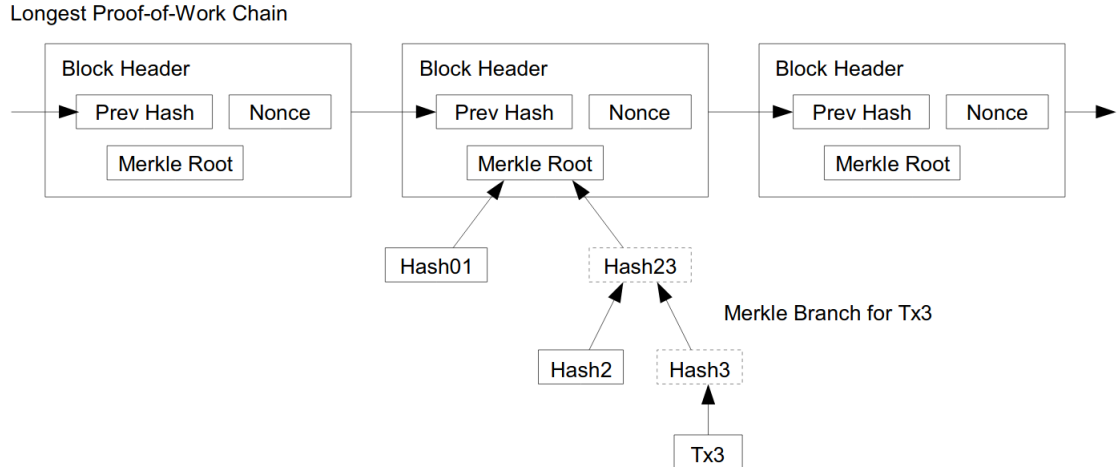 Longest Proof-of-Work Chain
Block Header
Block Header
Block Header
Prev Hash
Nonce
Prev Hash
Nonce
Prev Hash
Nonce
Merkle Root
Merkle Root
Merkle Root
Hash01
Hash23
Merkle Branch for Tx3
Hash2
Hash3
Tx3